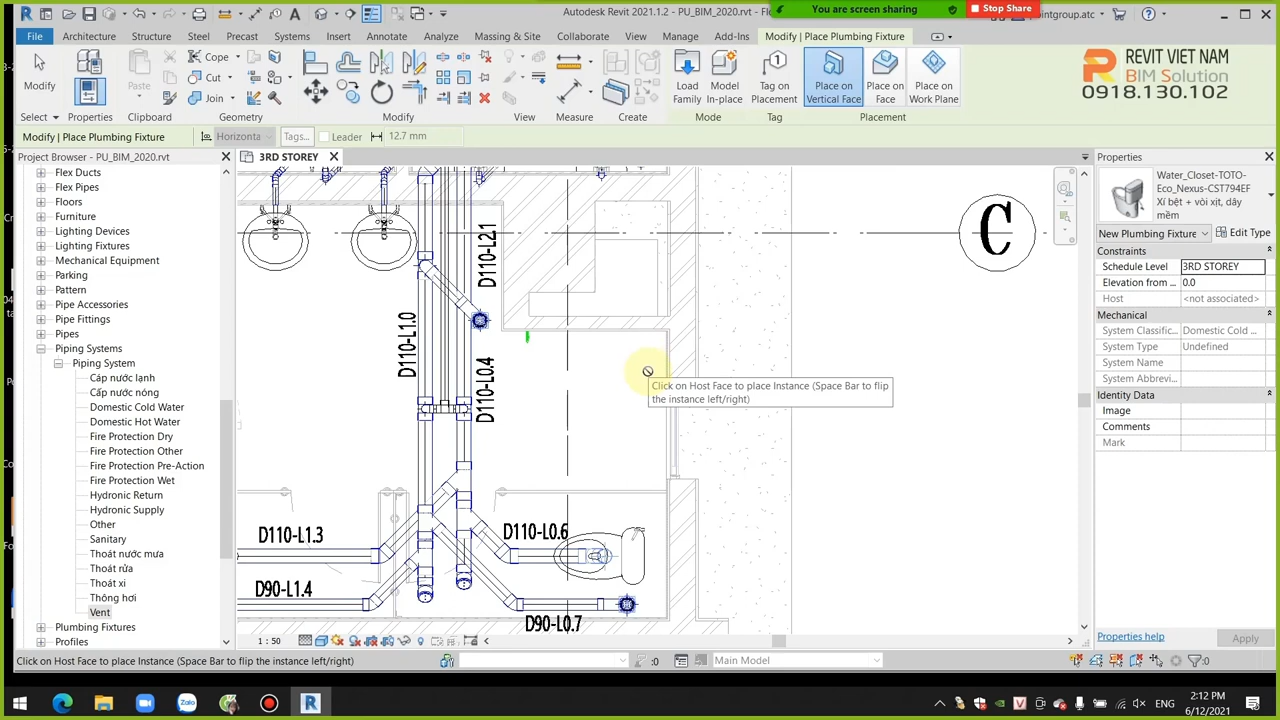 Autodesk Revit 2021.1.2 - PU_BIM_2020.rvt - Fl
You are screen sharing
Stop Share
ointgroup.atc
File Architecture Structure Steel Precast Systems Insert Annotate Analyze Massing & Site Collaborate View Manage Add-Ins Modify | Place Plumbing Fixture
REVIT VIET NAM
BIM Solution
0918.130.102
Modify
Paste
Cope
Cut
Join
Load Family
Model In-place
Tag on Placement
Place on Vertical Face
Place on Face
Place on Work Plane
Select Properties Clipboard Geometry Modify View Measure Create Mode Tag Placement
Modify | Place Plumbing Fixture Horizonta Tags... Leader 12.7 mm
Project Browser - PU_BIM_2020.rvt
Flex Ducts
Flex Pipes
Floors
Furniture
Lighting Devices
Lighting Fixtures
Mechanical Equipment
Parking
Pattern
Pipe Accessories
Pipe Fittings
Pipes
Piping Systems
Piping System
Cáp nước lạnh
Cấp nước nóng
Domestic Cold Water
Domestic Hot Water
Fire Protection Dry
Fire Protection Other
Fire Protection Pre-Action
Fire Protection Wet
Hydronic Return
Hydronic Supply
Other
Sanitary
Thoát nước mưa
Thoát rửa
Thoát xi
Thông hơi
Vent
Plumbing Fixtures
Profiles
3RD STOREY
D110-L2.1
D110-L1.0
D110-L0.4
C
D110-L1.3
D110-L0.6
D90-L1.4
D90-L0.7
Click on Host Face to place Instance (Space Bar to flip
the instance left/right)
1 : 50
Properties
Water_Closet-TOTO-
Eco_Nexus-CST794EF
Xí bệt + vòi xịt, dây
mềm
New Plumbing Fixture Edit Type
Constraints
Schedule Level 3RD STOREY
Elevation from ... 0.0
Host <not associated>
Mechanical
System Classific... Domestic Cold ...
System Type Undefined
System Name
System Abbrevi...
Identity Data
Image
Comments
Mark
Properties help Apply
Click on Host Face to place Instance (Space Bar to flip the instance left/right) :0 Main Model :0
Zalo
ENG
2:12 PM
6/12/2021